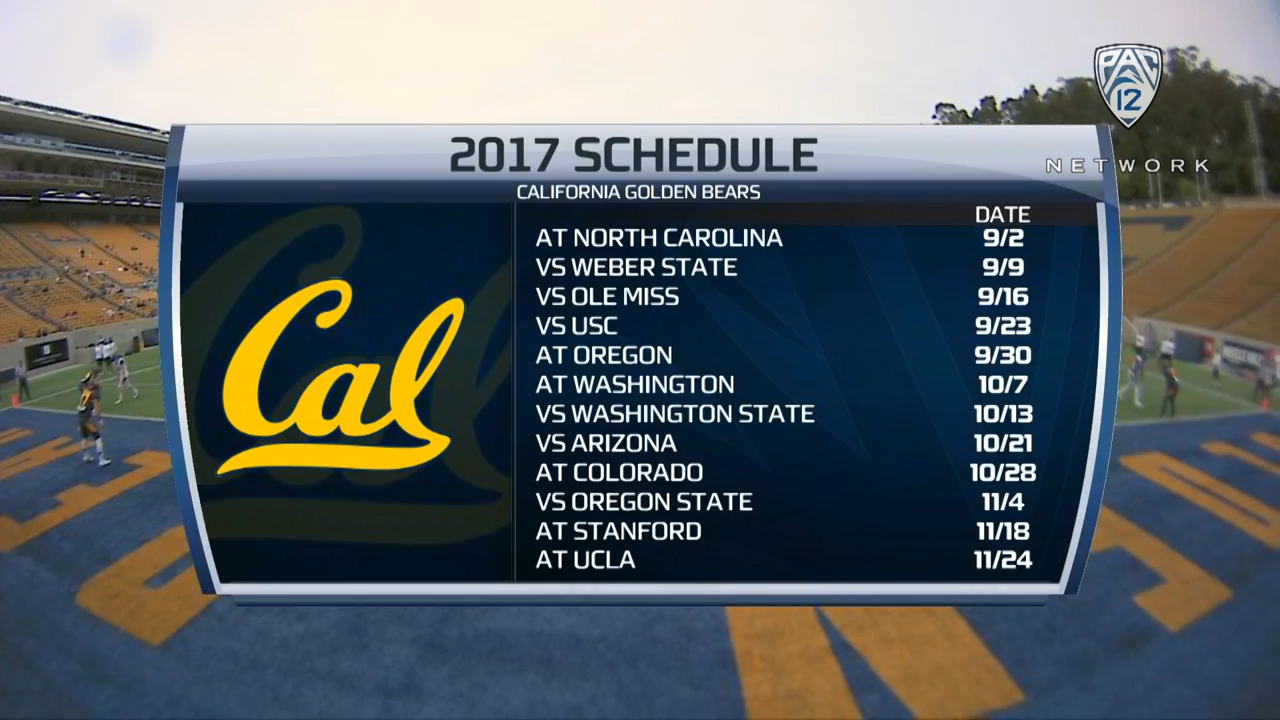 PAC
12
NETWORK
2017 SCHEDULE
CALIFORNIA GOLDEN BEARS
Cal
DATE
AT NORTH CAROLINA 9/2
VS WEBER STATE 9/9
VS OLE MISS 9/16
VS USC 9/23
AT OREGON 9/30
AT WASHINGTON 10/7
VS WASHINGTON STATE 10/13
VS ARIZONA 10/21
AT COLORADO 10/28
VS OREGON STATE 11/4
AT STANFORD 11/18
AT UCLA 11/24